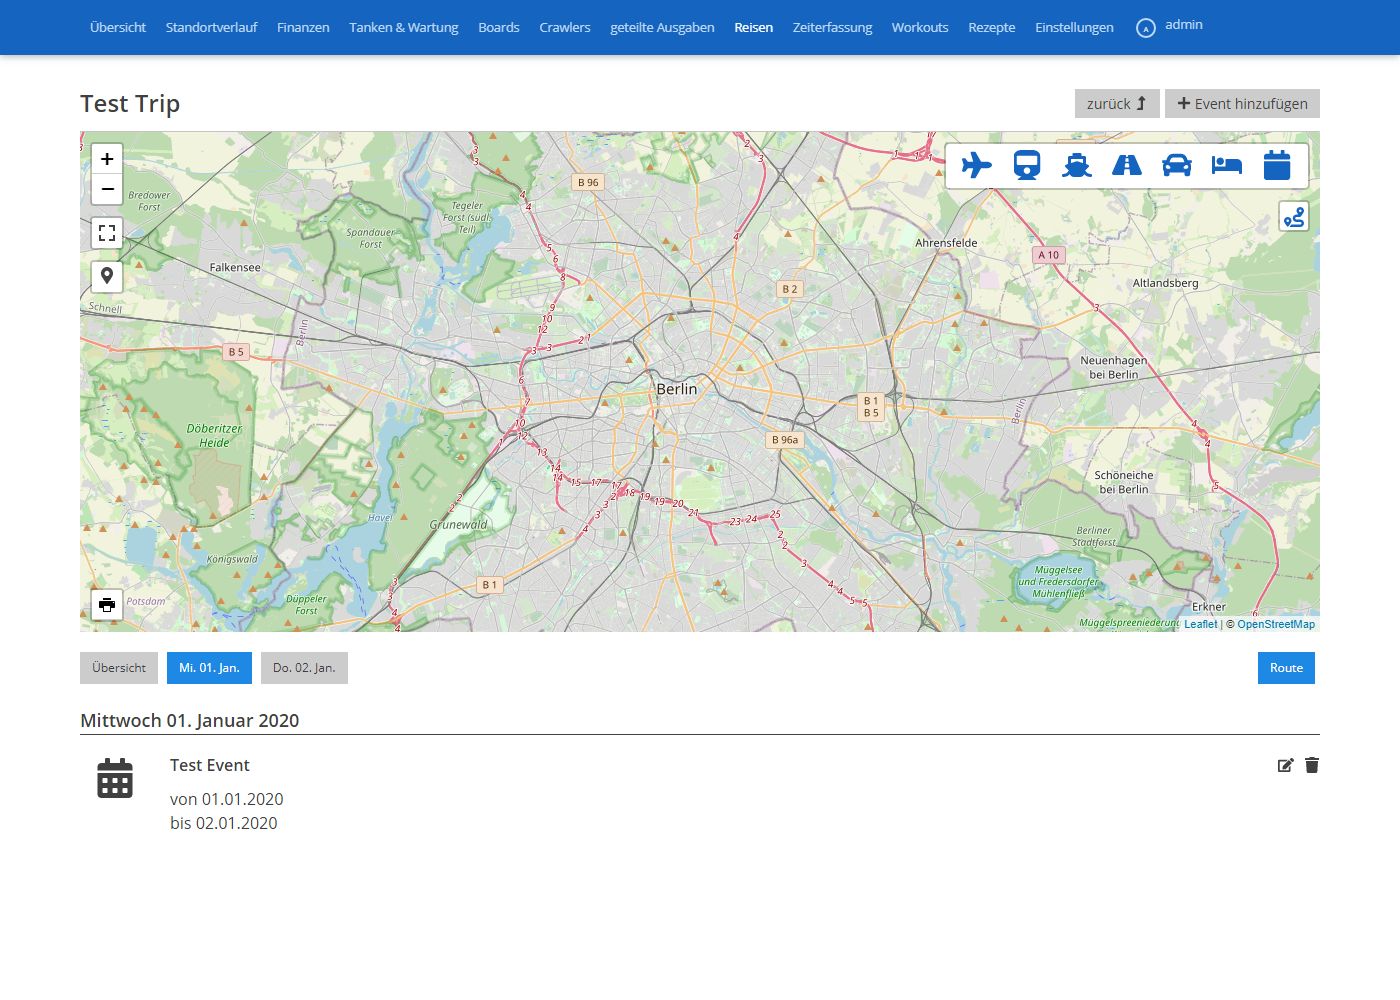 Übersicht Standortverlauf Finanzen Tanken & Wartung Boards Crawlers geteilte Ausgaben Reisen Zeiterfassung Workouts Rezepte Einstellungen A admin
Test Trip
zurück Event hinzufügen
+
−
B 96
Bredower
Forst
Tegeler
Forst (südl.
Teil)
Spandauer
Forst
Ahrensfelde
A 10
Falkensee
Altlandsberg
B 2
Schnell
Berlin
B 5
Neuenhagen
bei Berlin
Berlin
B 1
B 5
Berlin
Döberitzer
Heide
B 96a
Schöneiche
bei Berlin
Havel
Grunewald
Berliner
Stadtforst
Königswald
Müggelsee
und Fredersdorfer
Mühlenfließ
B 1
Potsdam
Düppeler
Forst
Erkner
Müggelspreeniederung
Leaflet | © OpenStreetMap
Übersicht Mi. 01. Jan. Do. 02. Jan. Route
Mittwoch 01. Januar 2020
Test Event
von 01.01.2020
bis 02.01.2020